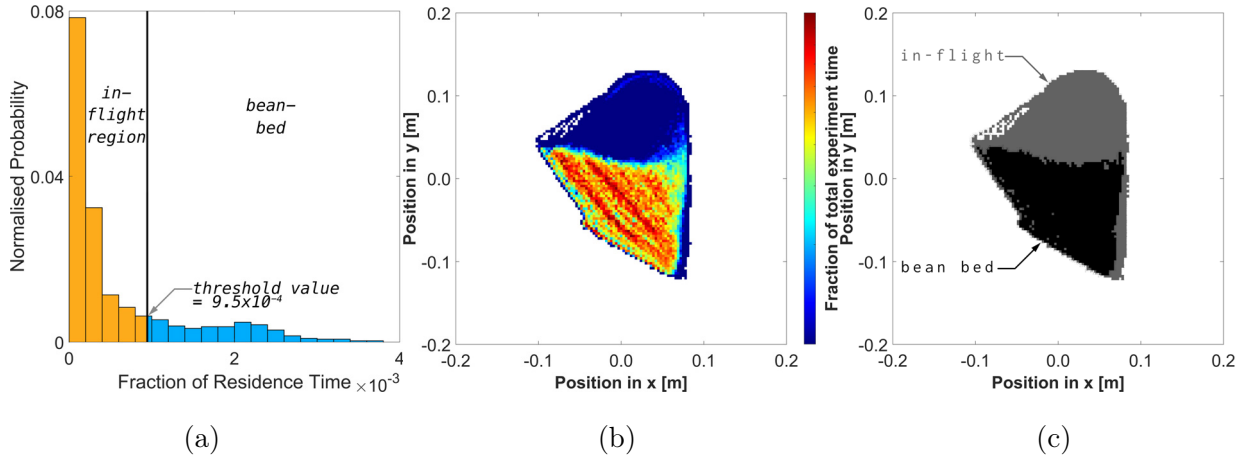 0.08
0.04
0
Normalised Probability
in-
flight
region
bean-
bed
threshold value
= 9.5x10⁻⁴
0 2 4
Fraction of Residence Time ×10⁻³
(a)
0.2
0.1
0.0
-0.1
-0.2
Position in y [m]
-0.2 -0.1 0.0 0.1 0.2
Position in x [m]
Fraction of total experiment time
(b)
0.2
0.1
0.0
-0.1
-0.2
Position in y [m]
in-flight
bean bed
-0.2 -0.1 0.0 0.1 0.2
Position in x [m]
(c)